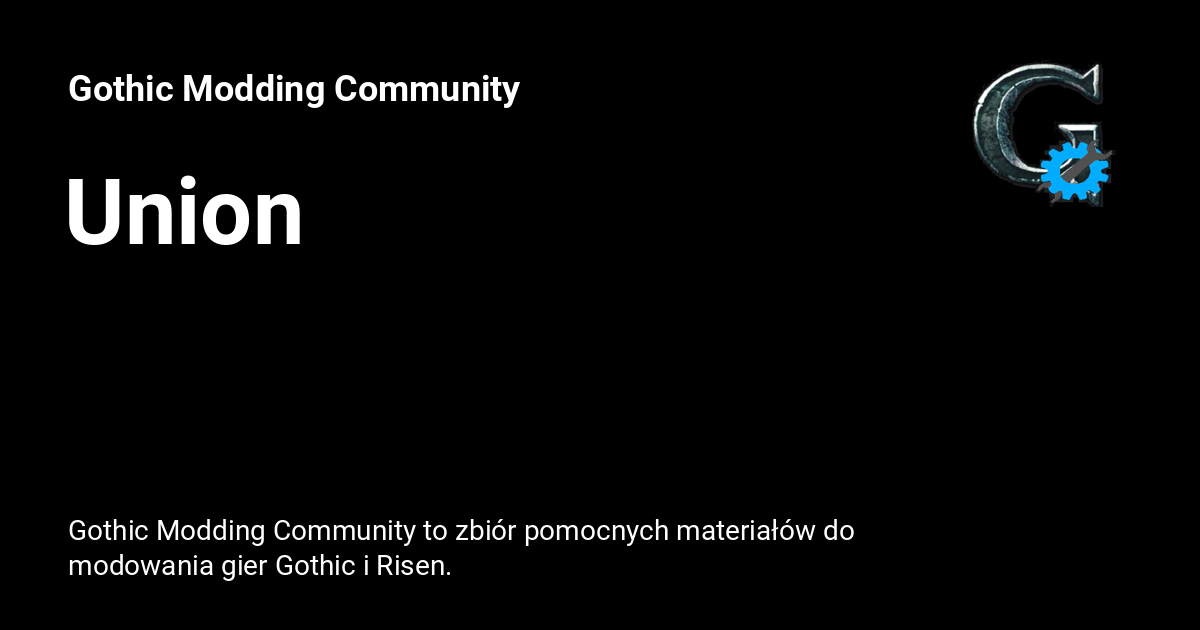 Gothic Modding Community
Union
Gothic Modding Community to zbiór pomocnych materiałów do
modowania gier Gothic i Risen.